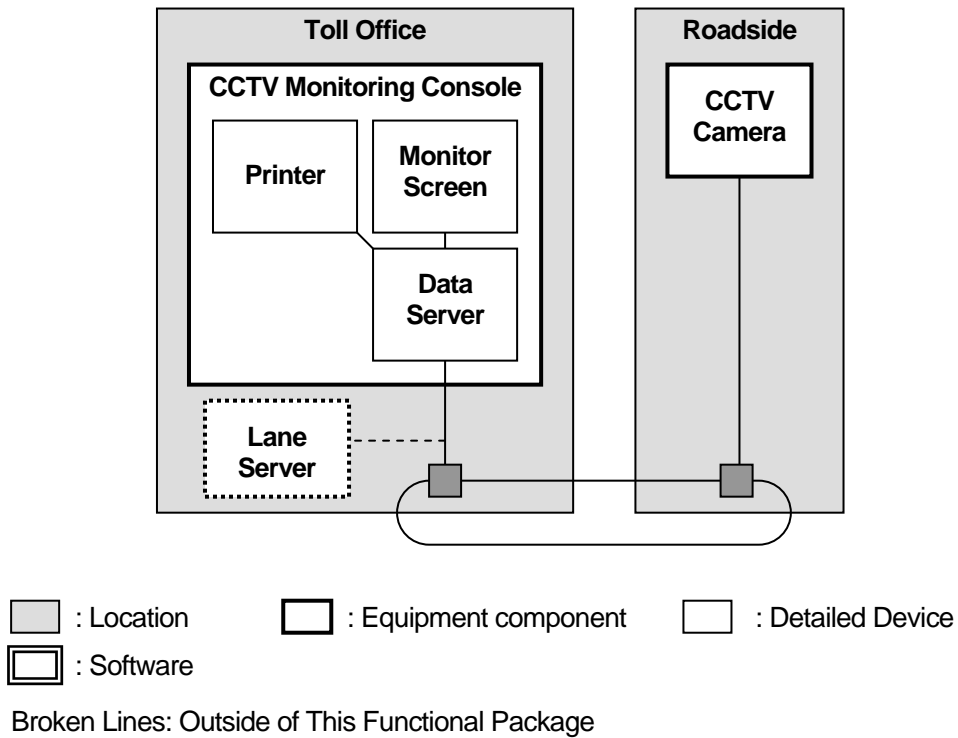 Toll Office
Roadside
CCTV Monitoring Console
CCTV
Camera
Printer
Monitor
Screen
Data
Server
Lane
Server
: Location
: Equipment component
: Detailed Device
: Software
Broken Lines: Outside of This Functional Package